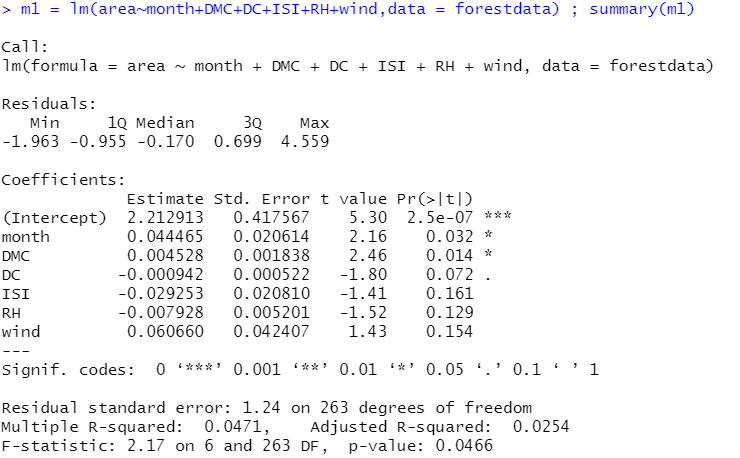 > m1 = lm(area~month+DMC+DC+ISI+RH+wind,data = forestdata) ; summary(m1)
Call:
lm(formula = area ~ month + DMC + DC + ISI + RH + wind, data = forestdata)
Residuals:
   Min     1Q Median     3Q    Max
-1.963 -0.955 -0.170  0.699  4.559
Coefficients:
             Estimate Std. Error t value Pr(>|t|)
(Intercept)  2.212913   0.417567    5.30  2.5e-07 ***
month        0.044465   0.020614    2.16    0.032 *
DMC          0.004528   0.001838    2.46    0.014 *
DC          -0.000942   0.000522   -1.80    0.072 .
ISI         -0.029253   0.020810   -1.41    0.161
RH          -0.007928   0.005201   -1.52    0.129
wind         0.060660   0.042407    1.43    0.154
---
Signif. codes:  0 ‘***’ 0.001 ‘**’ 0.01 ‘*’ 0.05 ‘.’ 0.1 ‘ ’ 1
Residual standard error: 1.24 on 263 degrees of freedom
Multiple R-squared:  0.0471,    Adjusted R-squared:  0.0254
F-statistic: 2.17 on 6 and 263 DF,  p-value: 0.0466